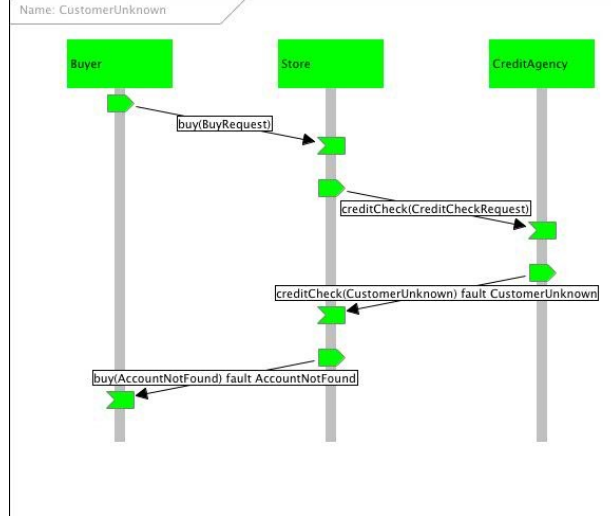 Name: CustomerUnknown
Buyer
Store
CreditAgency
buy(BuyRequest)
creditCheck(CreditCheckRequest)
creditCheck(CustomerUnknown) fault CustomerUnknown
buy(AccountNotFound) fault AccountNotFound